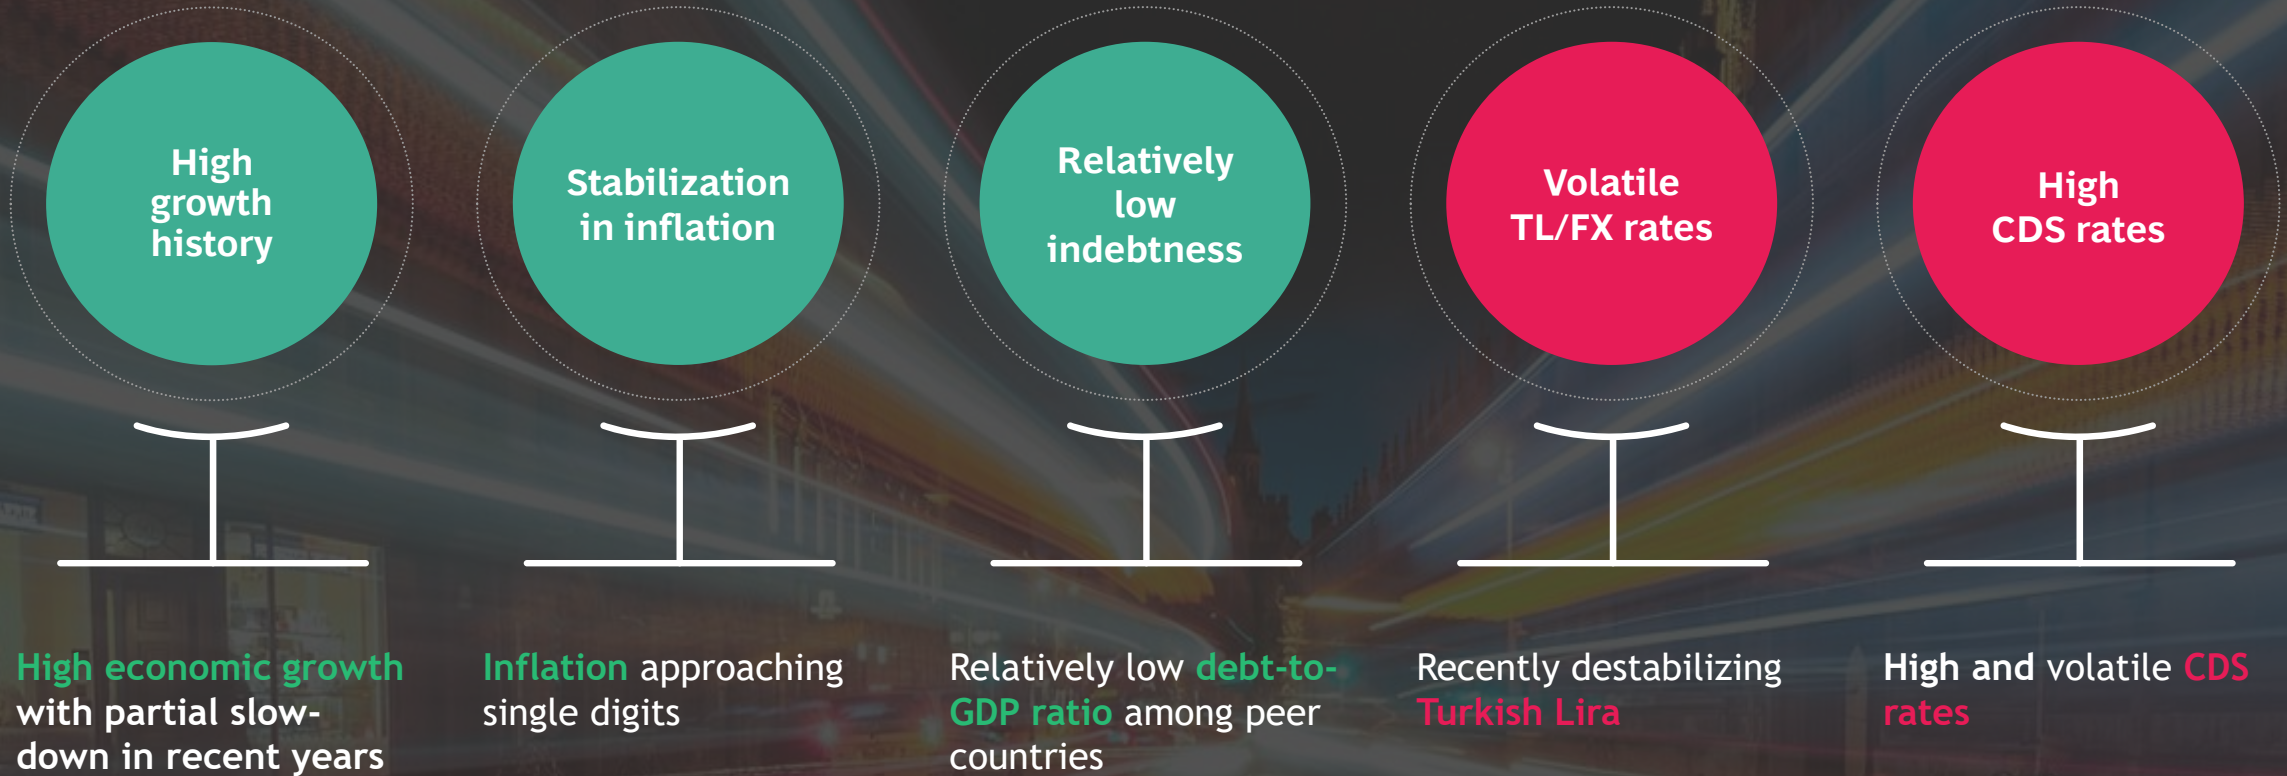 High
growth
history
Stabilization
in inflation
Relatively
low
indebtness
Volatile
TL/FX rates
High
CDS rates
High economic growth
with partial slow-
down in recent years
Inflation approaching
single digits
Relatively low debt-to-
GDP ratio among peer
countries
Recently destabilizing
Turkish Lira
High and volatile CDS
rates